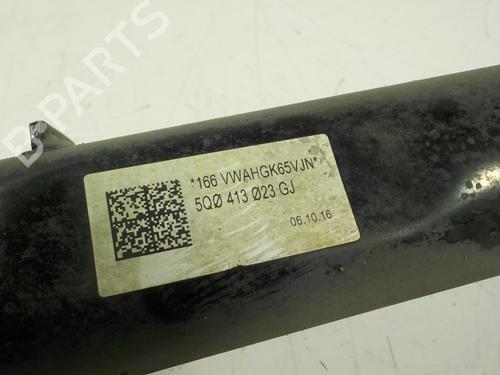 B PARTS
*166 VWAHGK65VJN*
5QØ 413 Ø23 GJ
06.10.16